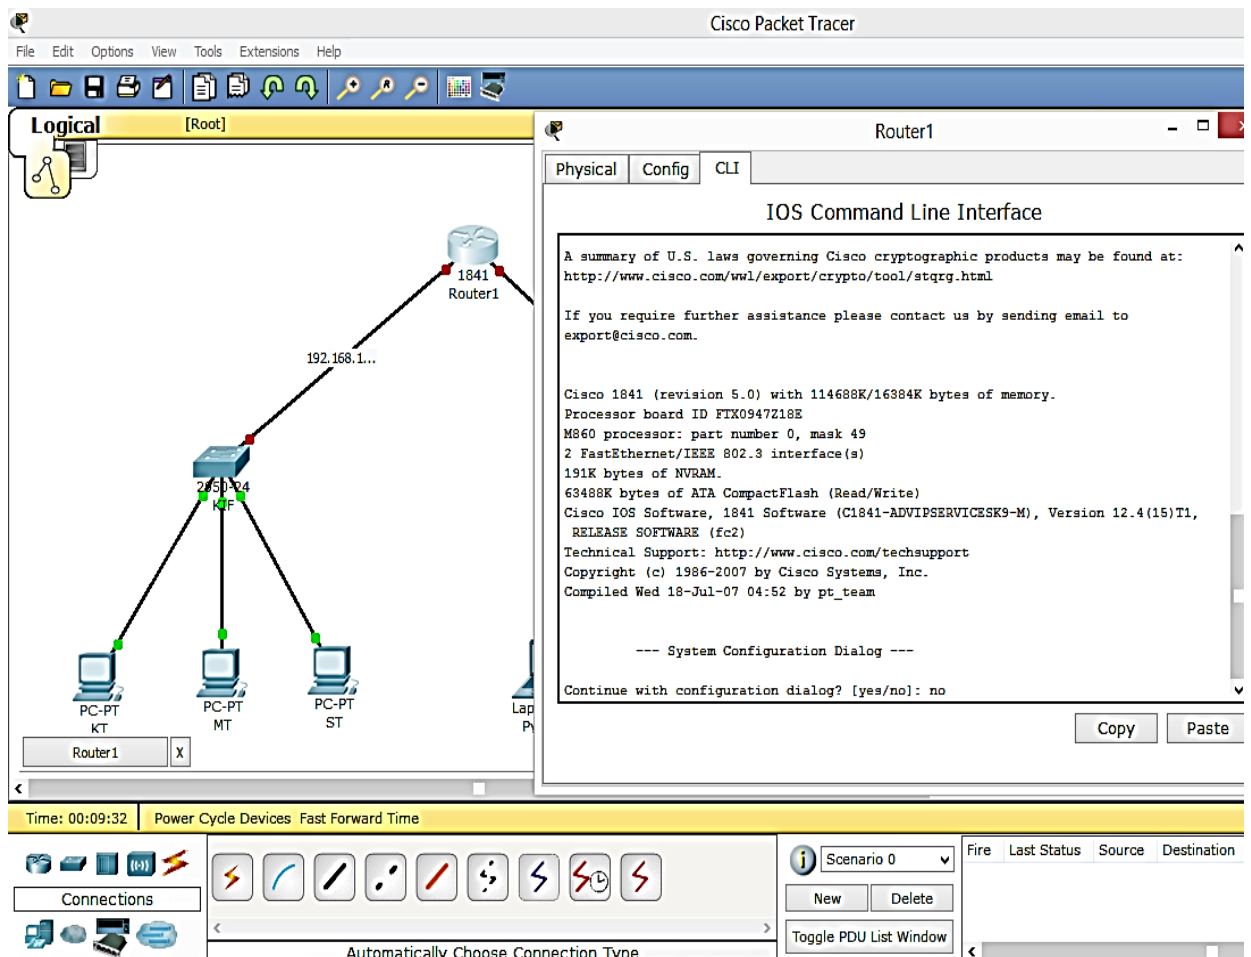 Cisco Packet Tracer
File Edit Options View Tools Extensions Help
Logical
[Root]
Router1
Physical Config CLI
IOS Command Line Interface
A summary of U.S. laws governing Cisco cryptographic products may be found at:
http://www.cisco.com/wwl/export/crypto/tool/stqrg.html
If you require further assistance please contact us by sending email to
export@cisco.com.
Cisco 1841 (revision 5.0) with 114688K/16384K bytes of memory.
Processor board ID FTX0947Z18E
M860 processor: part number 0, mask 49
2 FastEthernet/IEEE 802.3 interface(s)
191K bytes of NVRAM.
63488K bytes of ATA CompactFlash (Read/Write)
Cisco IOS Software, 1841 Software (C1841-ADVIPSERVICESK9-M), Version 12.4(15)T1,
RELEASE SOFTWARE (fc2)
Technical Support: http://www.cisco.com/techsupport
Copyright (c) 1986-2007 by Cisco Systems, Inc.
Compiled Wed 18-Jul-07 04:52 by pt_team
--- System Configuration Dialog ---
Continue with configuration dialog? [yes/no]: no
Copy Paste
1841
Router1
192.168.1...
2950-24
PC-PT
KT
PC-PT
MT
PC-PT
ST
Lap
Py
Router1 X
Time: 00:09:32 Power Cycle Devices Fast Forward Time
Connections
Automatically Choose Connection Type
Scenario 0
New Delete
Toggle PDU List Window
Fire Last Status Source Destination